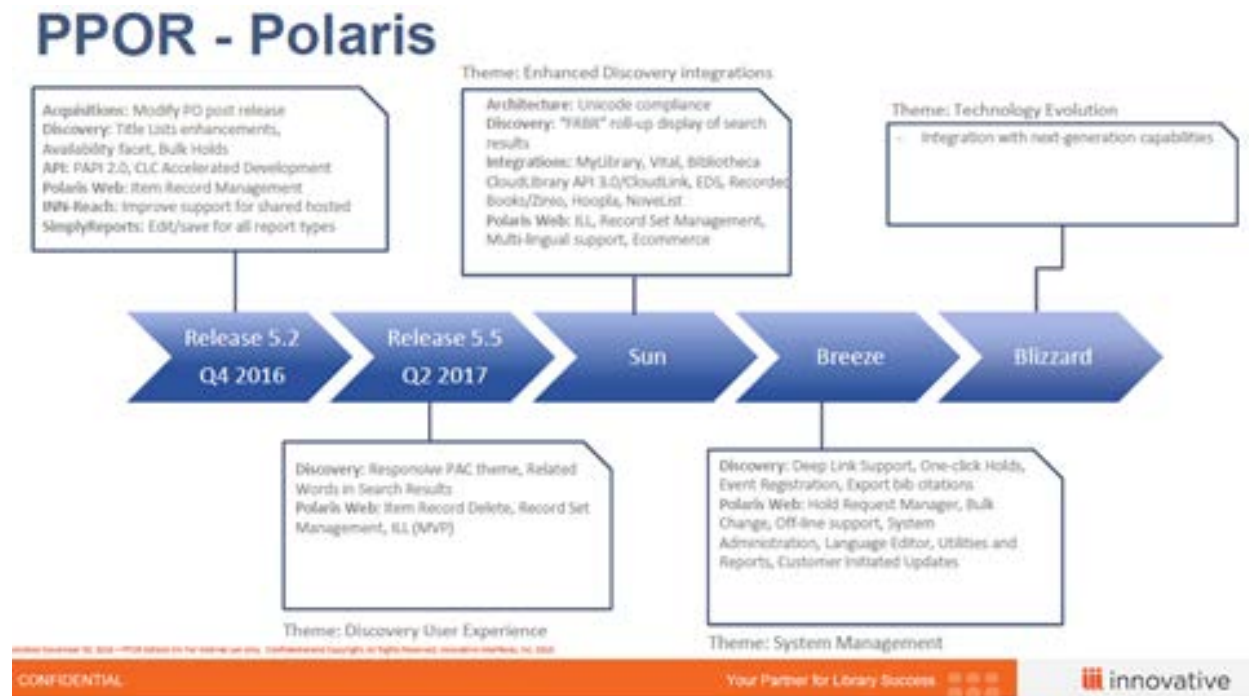 PPOR - Polaris
Acquisitions: Modify PO post release
Discovery: Title Lists enhancements,
Availability facet, Bulk Holds
API: PAPI 2.0, CLC Accelerated Development
Polaris Web: Item Record Management
INN-Reach: Improve support for shared hosted
SimplyReports: Edit/save for all report types
Theme: Enhanced Discovery integrations
Architecture: Unicode compliance
Discovery: "FRBR" roll-up display of search
results
Integrations: MyLibrary, Vital, Bibliotheca
CloudLibrary API 3.0/CloudLink, EDS, Recorded
Books/Zinio, Hoopla, NoveList
Polaris Web: ILL, Record Set Management,
Multi-lingual support, Ecommerce
Theme: Technology Evolution
- Integration with next-generation capabilities
Release 5.2
Q4 2016
Release 5.5
Q2 2017
Sun
Breeze
Blizzard
Discovery: Responsive PAC theme, Related
Words in Search Results
Polaris Web: Item Record Delete, Record Set
Management, ILL (MVP)
Theme: Discovery User Experience
Discovery: Deep Link Support, One-click Holds,
Event Registration, Export bib citations
Polaris Web: Hold Request Manager, Bulk
Change, Off-line support, System
Administration, Language Editor, Utilities and
Reports, Customer Initiated Updates
Theme: System Management
CONFIDENTIAL
Your Partner for Library Success
innovative